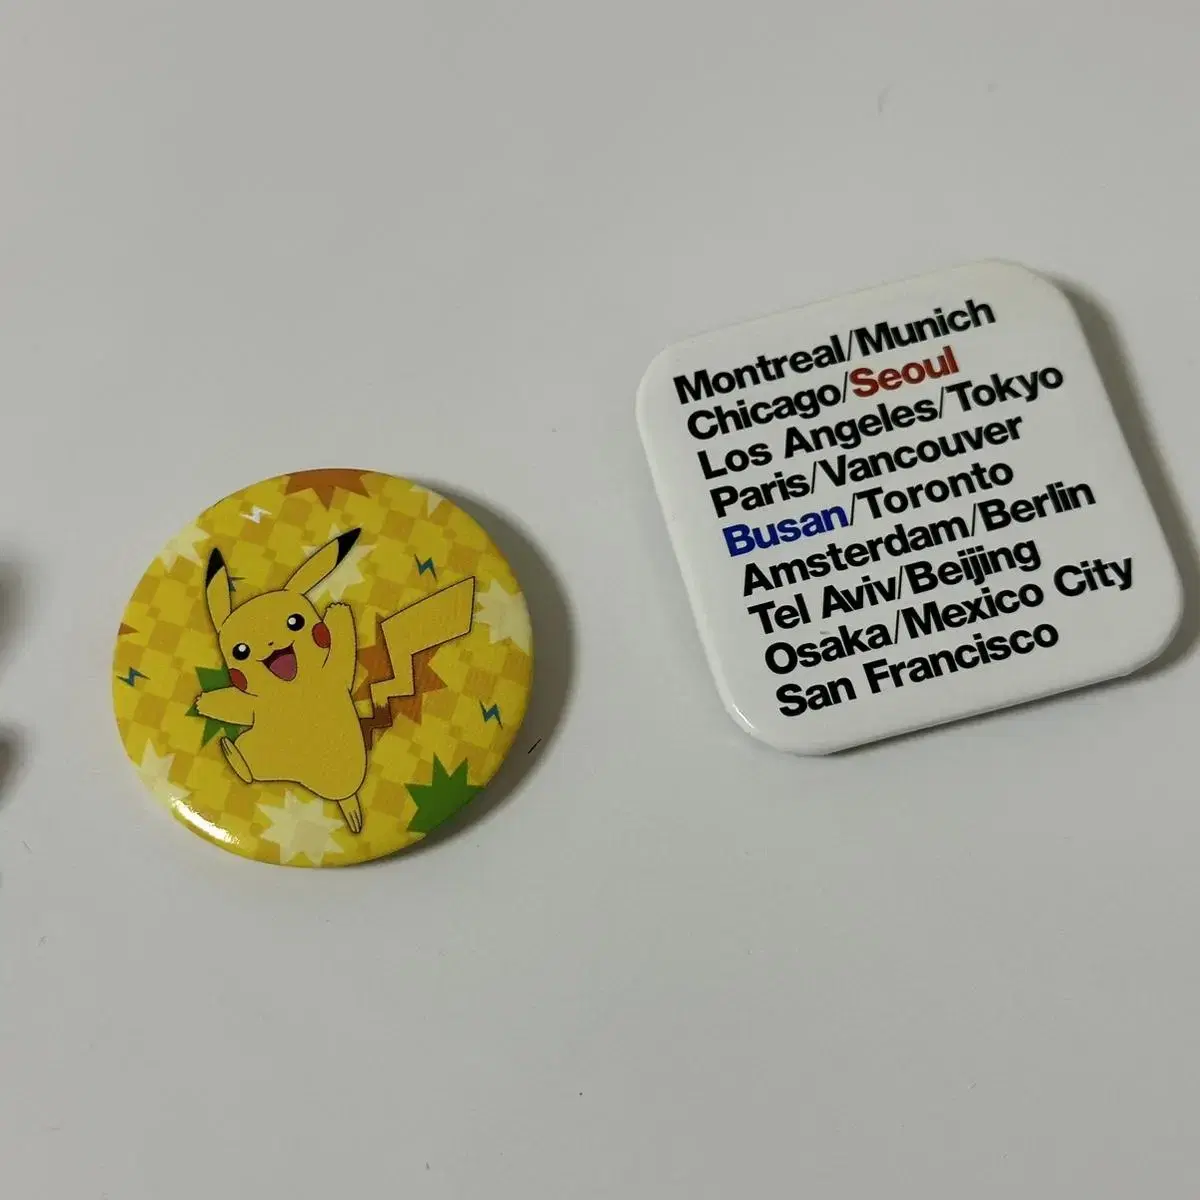 Montreal/Munich
Chicago/Seoul
Los Angeles/Tokyo
Paris/Vancouver
Busan/Toronto
Amsterdam/Berlin
Tel Aviv/Beijing
Osaka/Mexico City
San Francisco